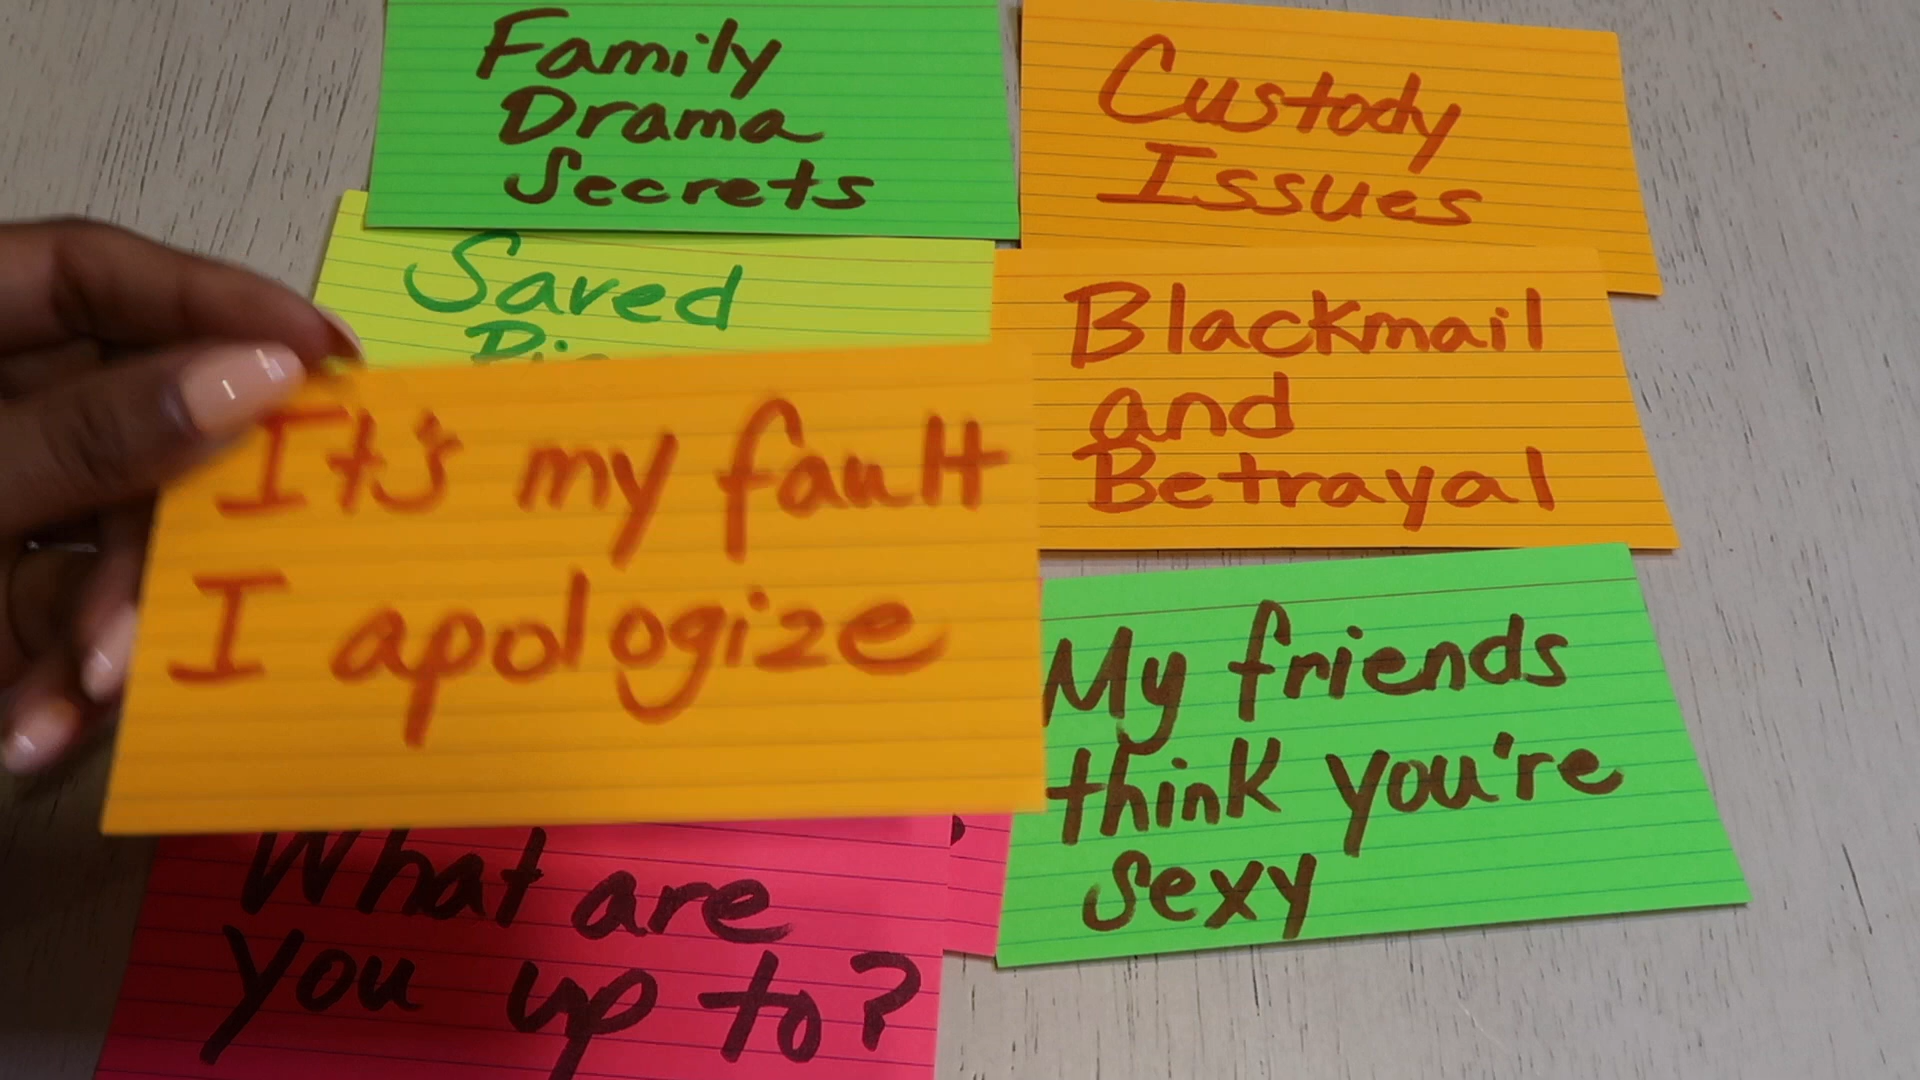 Family
Drama
Secrets
Custody
Issues
Saved
Blackmail
and
Betrayal
It's my fault
I apologize
My friends
think you're
sexy
What are
you up to?